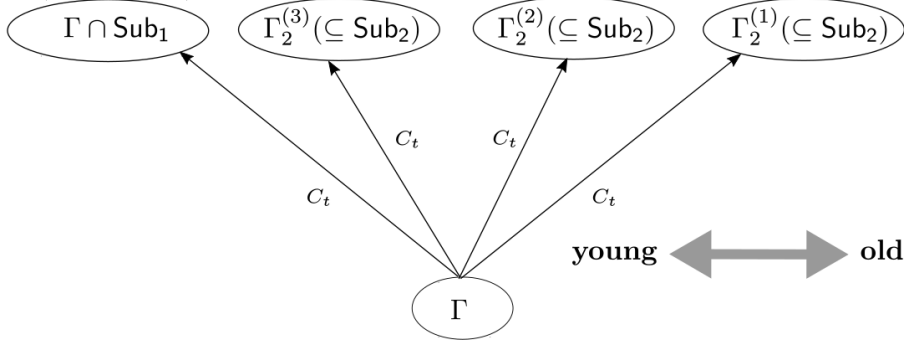 Γ ∩ Sub₁ Γ₂⁽³⁾(⊆ Sub₂) Γ₂⁽²⁾(⊆ Sub₂) Γ₂⁽¹⁾(⊆ Sub₂)
C_t C_t
C_t C_t
young old
Γ